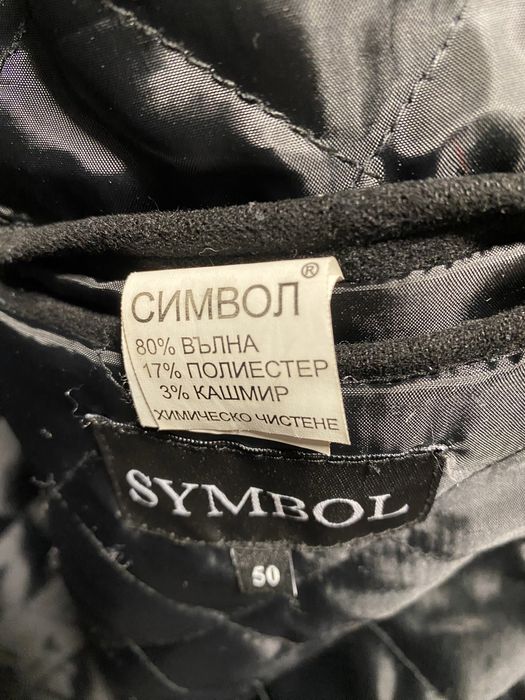 СИМВОЛ®
80% ВЪЛНА
17% ПОЛИЕСТЕР
3% КАШМИР
ХИМИЧЕСКО ЧИСТЕНЕ
SYMBOL
50